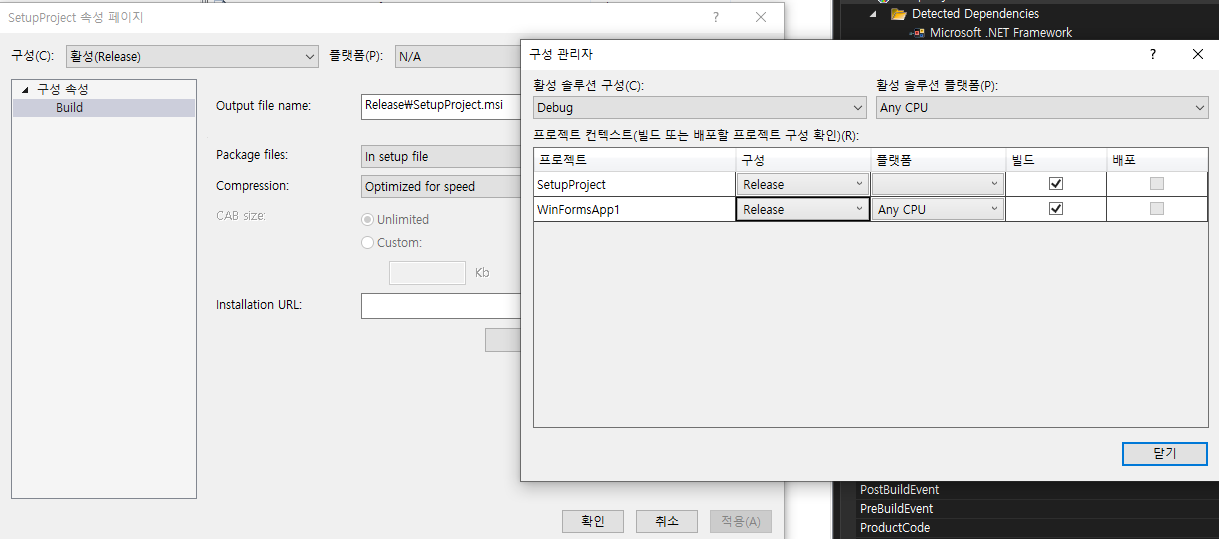 SetupProject 속성 페이지
?
구성(C):
활성(Release)
플랫폼(P):
N/A
구성 속성
Build
Output file name:
Release₩SetupProject.msi
Package files:
In setup file
Compression:
Optimized for speed
CAB size:
Unlimited
Custom:
Kb
Installation URL:
확인
취소
적용(A)
Detected Dependencies
Microsoft .NET Framework
구성 관리자
?
활성 솔루션 구성(C):
활성 솔루션 플랫폼(P):
Debug
Any CPU
프로젝트 컨텍스트(빌드 또는 배포할 프로젝트 구성 확인)(R):
프로젝트 구성 플랫폼 빌드 배포
SetupProject Release
WinFormsApp1 Release Any CPU
닫기
PostBuildEvent
PreBuildEvent
ProductCode